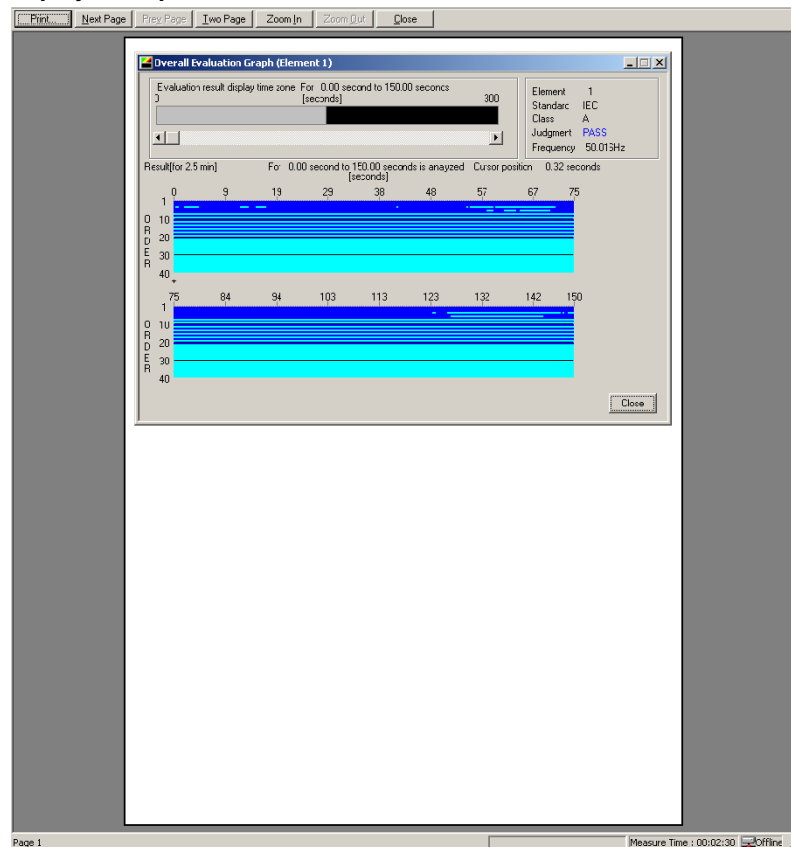 Print... Next Page Prev Page Two Page Zoom In Zoom Out Close
Overall Evaluation Graph (Element 1)
Evaluation result display time zone For 0.00 second to 150.00 seconds
0 [seconds] 300
Element 1
Standard IEC
Class A
Judgment PASS
Frequency 50.015Hz
Result[for 2.5 min] For 0.00 second to 150.00 seconds is anayzed Cursor position 0.32 seconds
[seconds]
0 9 19 29 38 48 57 67 75
ORDER
1
10
20
30
40
75 84 94 103 113 123 132 142 150
ORDER
1
10
20
30
40
Close
Page 1 Measure Time : 00:02:30 Offline